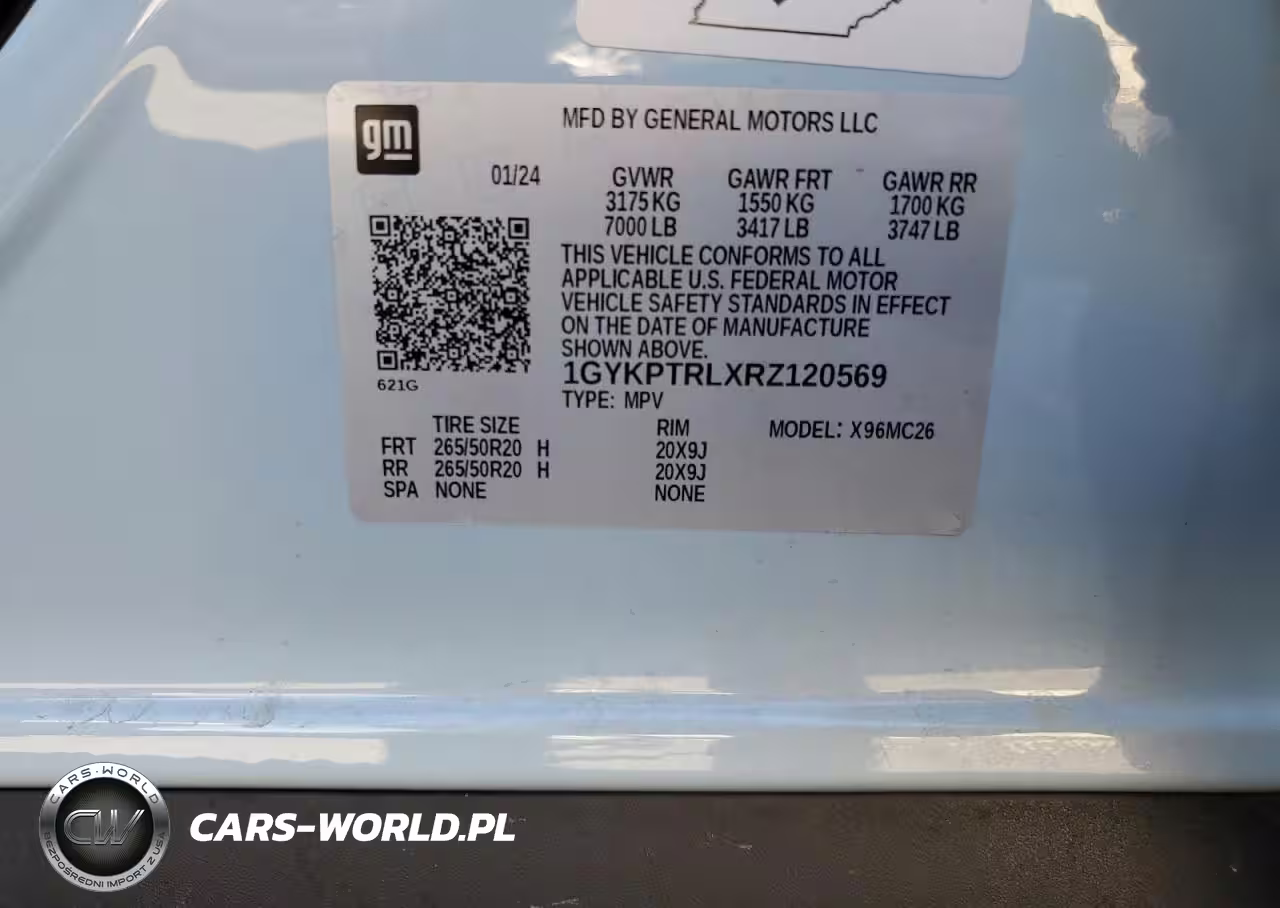 gm
MFD BY GENERAL MOTORS LLC
01/24
GVWR GAWR FRT GAWR RR
3175 KG 1550 KG 1700 KG
7000 LB 3417 LB 3747 LB
THIS VEHICLE CONFORMS TO ALL
APPLICABLE U.S. FEDERAL MOTOR
VEHICLE SAFETY STANDARDS IN EFFECT
ON THE DATE OF MANUFACTURE
SHOWN ABOVE.
621G
1GYKPTRLXRZ120569
TYPE: MPV
TIRE SIZE RIM MODEL: X96MC26
FRT 265/50R20 H 20X9J
RR 265/50R20 H 20X9J
SPA NONE NONE
CARS-WORLD
CW
BEZPOŚREDNI IMPORT Z USA
CARS-WORLD.PL